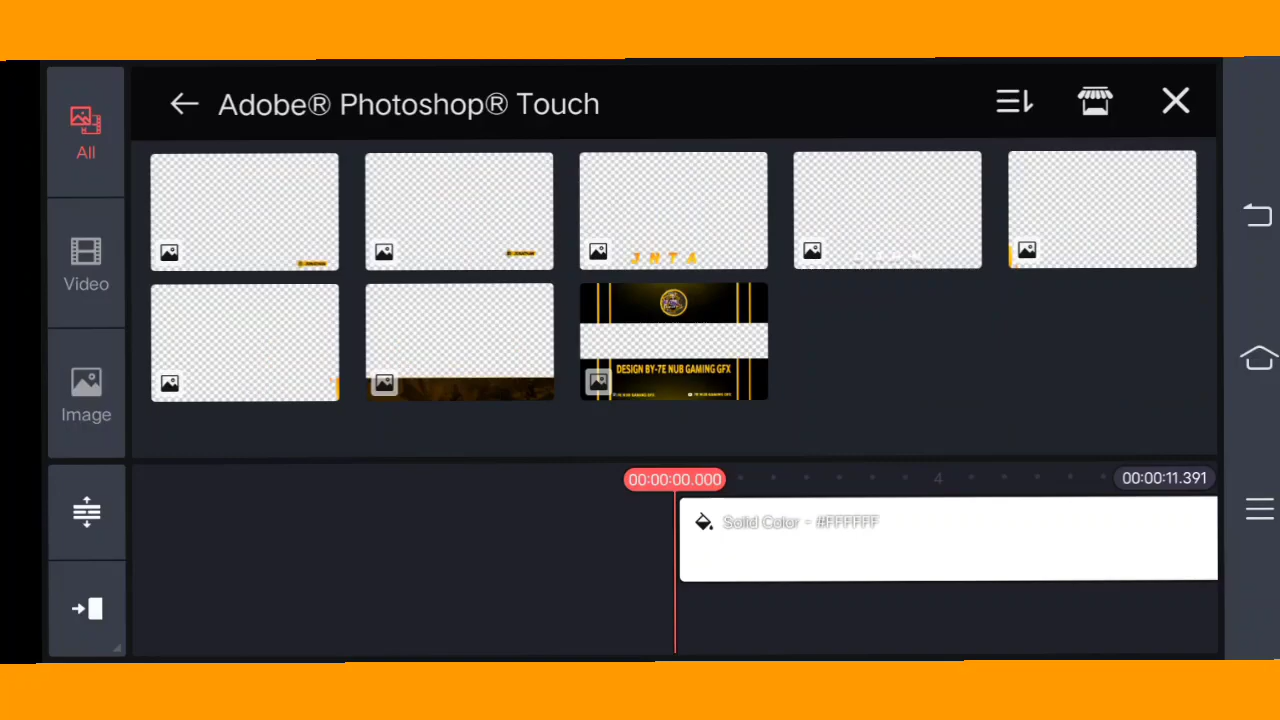 Adobe® Photoshop® Touch
All
Video
Image
J N T A
DESIGN BY-7E NUB GAMING GFX
00:00:00.000
4
00:00:11.391
Solid Color - #FFFFFF